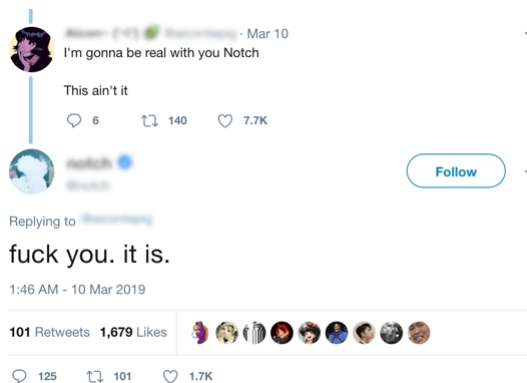 · Mar 10
I'm gonna be real with you Notch
This ain't it
6 140 7.7K
notch
@notch
Follow
Replying to
fuck you. it is.
1:46 AM - 10 Mar 2019
101 Retweets 1,679 Likes
125 101 1.7K